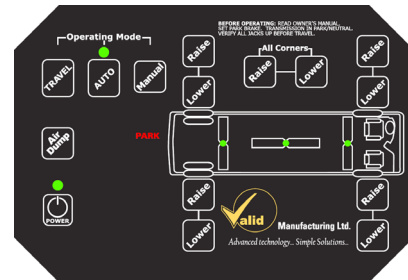 BEFORE OPERATING: READ OWNER'S MANUAL.
SET PARK BRAKE. TRANSMISSION IN PARK/NEUTRAL.
VERIFY ALL JACKS UP BEFORE TRAVEL.
Operating Mode
TRAVEL
AUTO
Manual
Raise
Lower
All Corners
Raise
Lower
Raise
Lower
Air Dump
PARK
POWER
Raise
Lower
Valid Manufacturing Ltd.
Advanced technology... Simple Solutions...
Raise
Lower